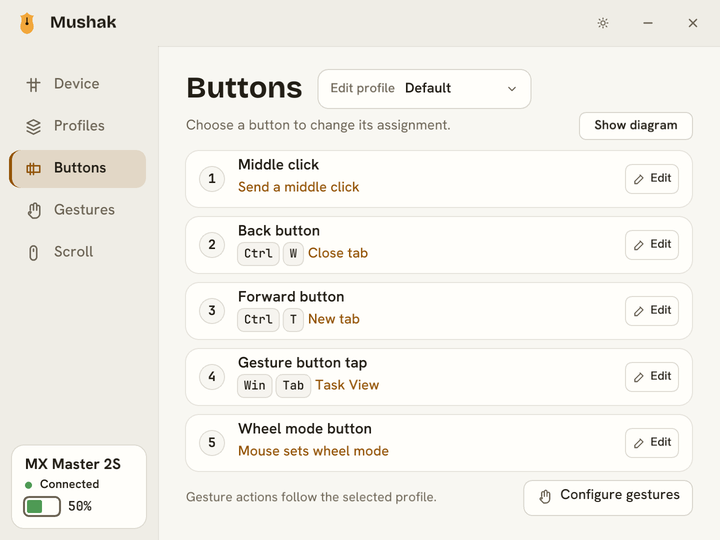 Mushak
Device
Profiles
Buttons
Gestures
Scroll
MX Master 2S
Connected
50%
Buttons
Edit profile Default
Choose a button to change its assignment.
Show diagram
1 Middle click
Send a middle click
Edit
2 Back button
Ctrl W Close tab
Edit
3 Forward button
Ctrl T New tab
Edit
4 Gesture button tap
Win Tab Task View
Edit
5 Wheel mode button
Mouse sets wheel mode
Edit
Gesture actions follow the selected profile.
Configure gestures